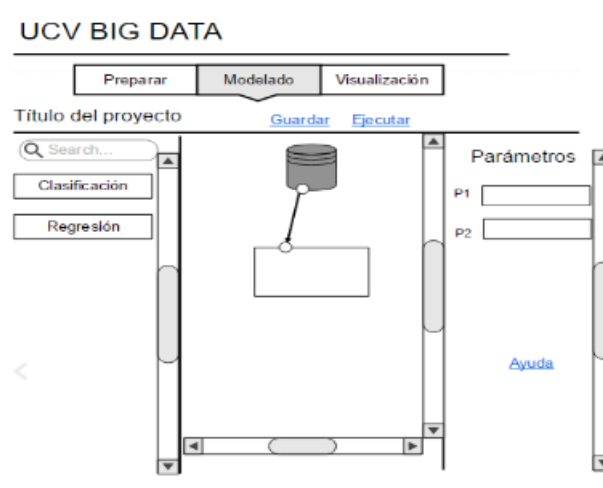 UCV BIG DATA
Preparar Modelado Visualización
Título del proyecto Guardar Ejecutar
Search...
Parámetros
Clasificación
P1
Regresión
P2
Ayuda